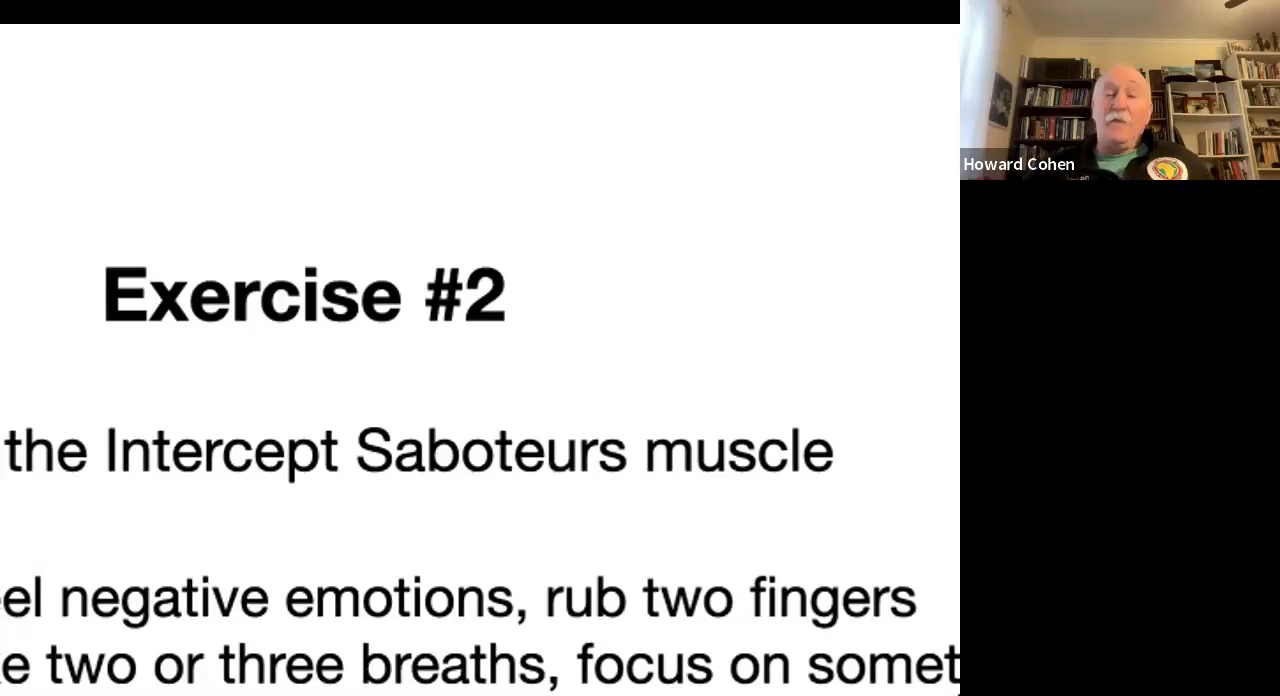 Howard Cohen
Exercise #2
the Intercept Saboteurs muscle
el negative emotions, rub two fingers
e two or three breaths, focus on somet